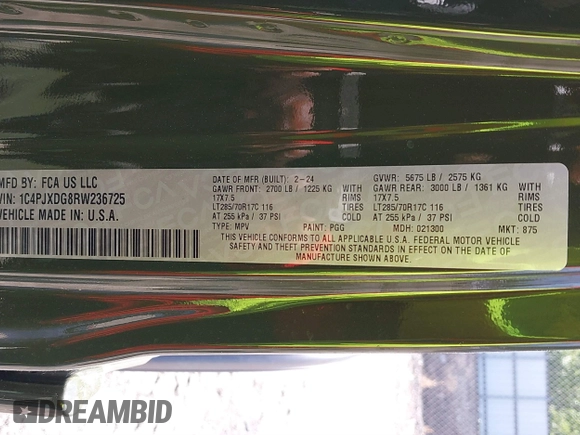 MFD BY: FCA US LLC
VIN: 1C4PJXDG8RW236725
VEHICLE MADE IN U.S.A.
DATE OF MFR (BUILT): 2-24
GAWR FRONT: 2700 LB / 1225 KG
17X7.5 RIMS
LT285/70R17C 116 TIRES
AT 255 kPa / 37 PSI COLD
TYPE: MPV PAINT: PGG
GVWR: 5675 LB / 2575 KG
GAWR REAR: 3000 LB / 1361 KG
17X7.5 RIMS
LT285/70R17C 116 TIRES
AT 255 kPa / 37 PSI COLD
MDH: 021300 MKT: 875
THIS VEHICLE CONFORMS TO ALL APPLICABLE U.S.A. FEDERAL MOTOR VEHICLE
SAFETY AND THEFT PREVENTION STANDARDS IN EFFECT ON THE DATE OF
MANUFACTURE SHOWN ABOVE.
DREAMBID